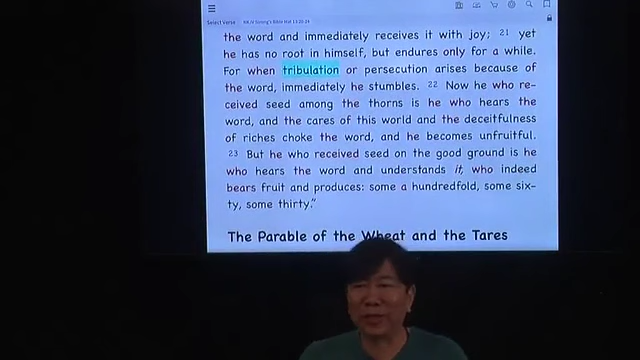 Select Verse
the word and immediately receives it with joy; 21 yet
he has no root in himself, but endures only for a while.
For when tribulation or persecution arises because of
the word, immediately he stumbles. 22 Now he who re-
ceived seed among the thorns is he who hears the
word, and the cares of this world and the deceitfulness
of riches choke the word, and he becomes unfruitful.
23 But he who received seed on the good ground is he
who hears the word and understands it, who indeed
bears fruit and produces: some a hundredfold, some six-
ty, some thirty."
The Parable of the Wheat and the Tares